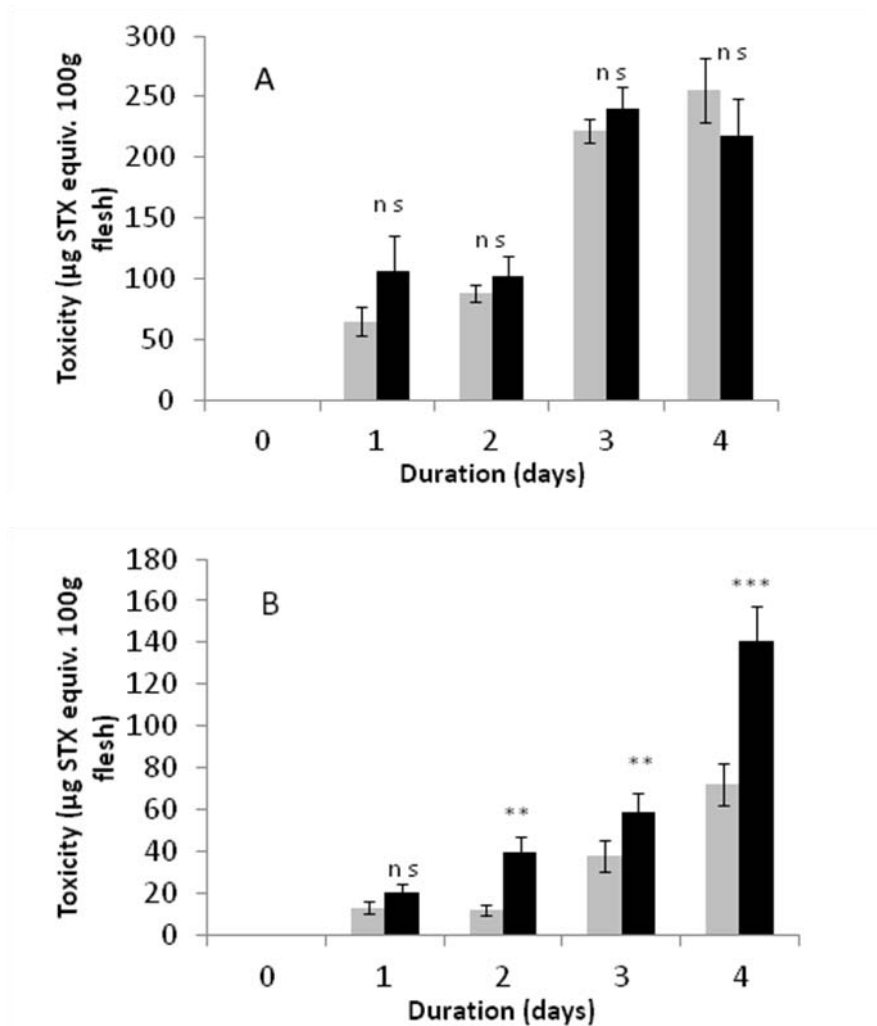 300
250
200
150
100
50
0
Toxicity (µg STX equiv. 100g
flesh)
A
n s
n s
n s
n s
0 1 2 3 4
Duration (days)
180
160
140
120
100
80
60
40
20
0
Toxicity (µg STX equiv. 100g
flesh)
B
n s
**
**
***
0 1 2 3 4
Duration (days)